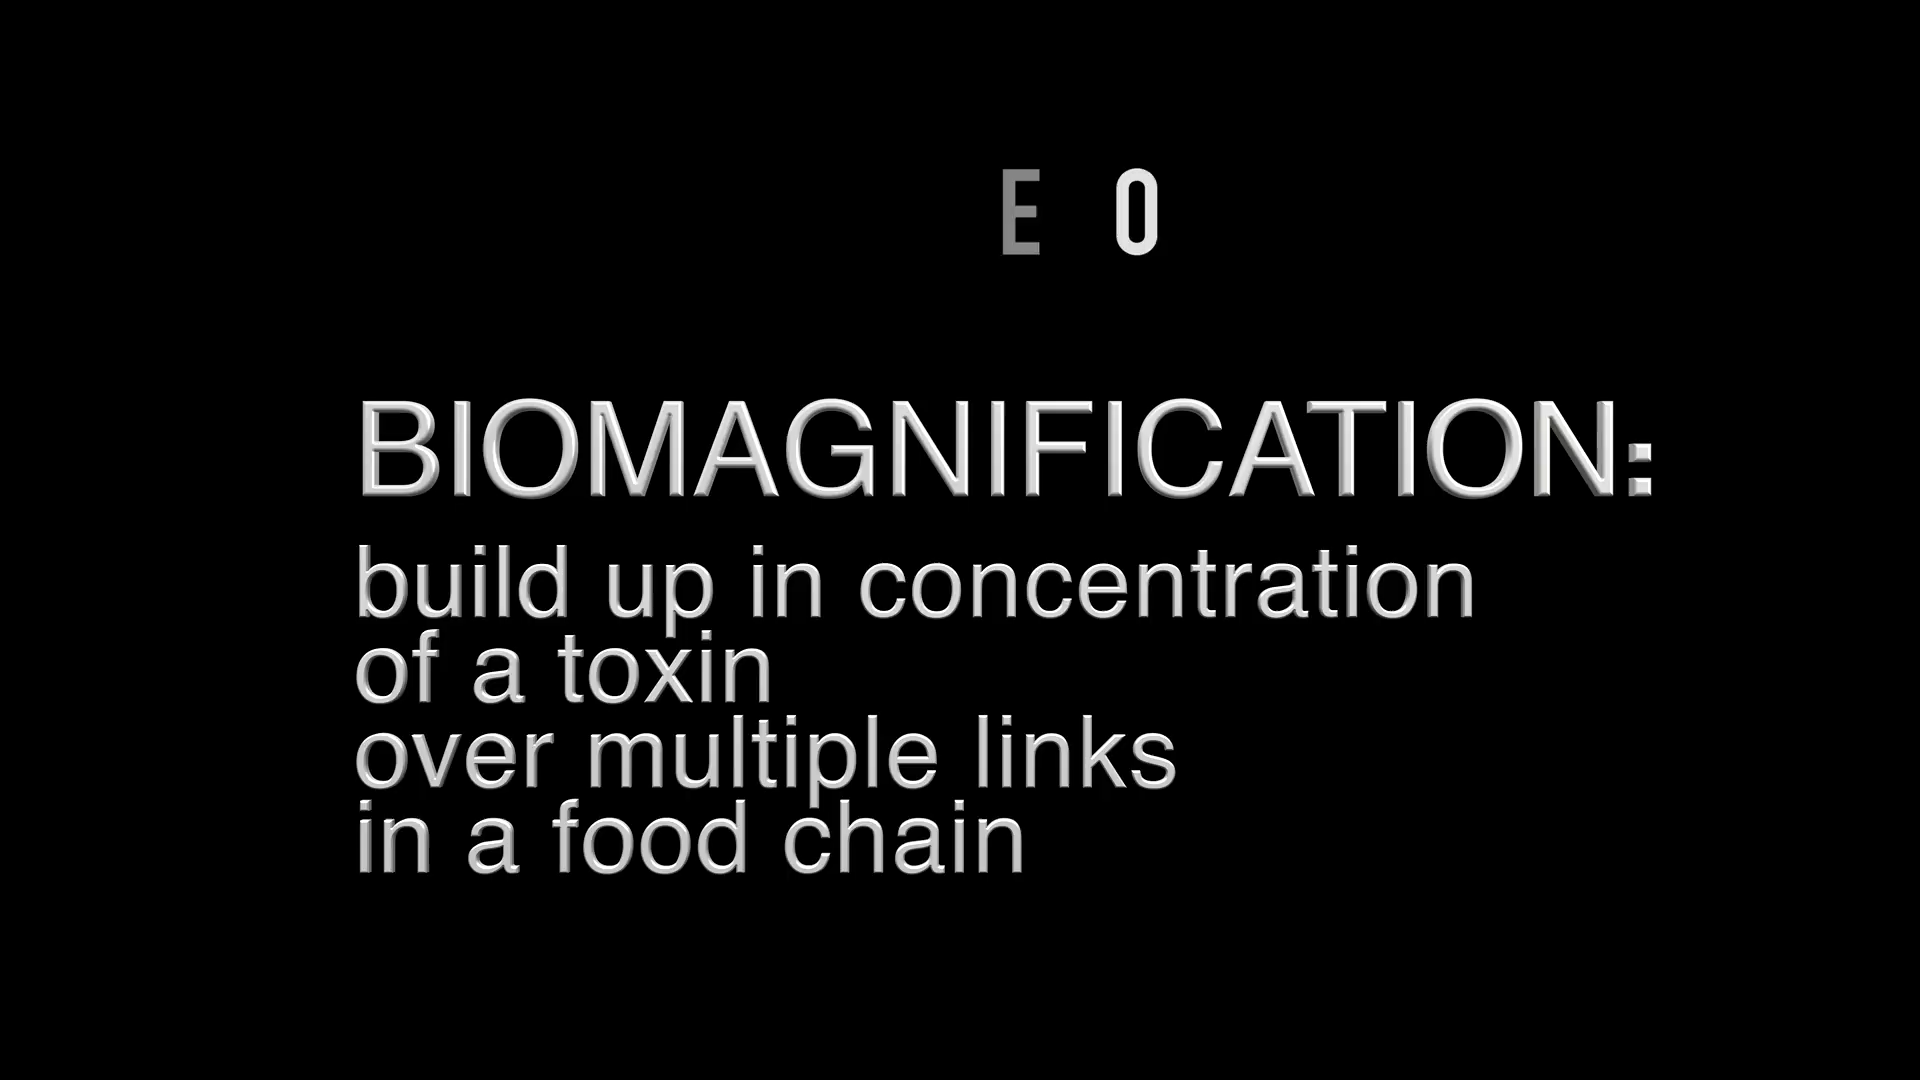 E O
BIOMAGNIFICATION:
build up in concentration
of a toxin
over multiple links
in a food chain